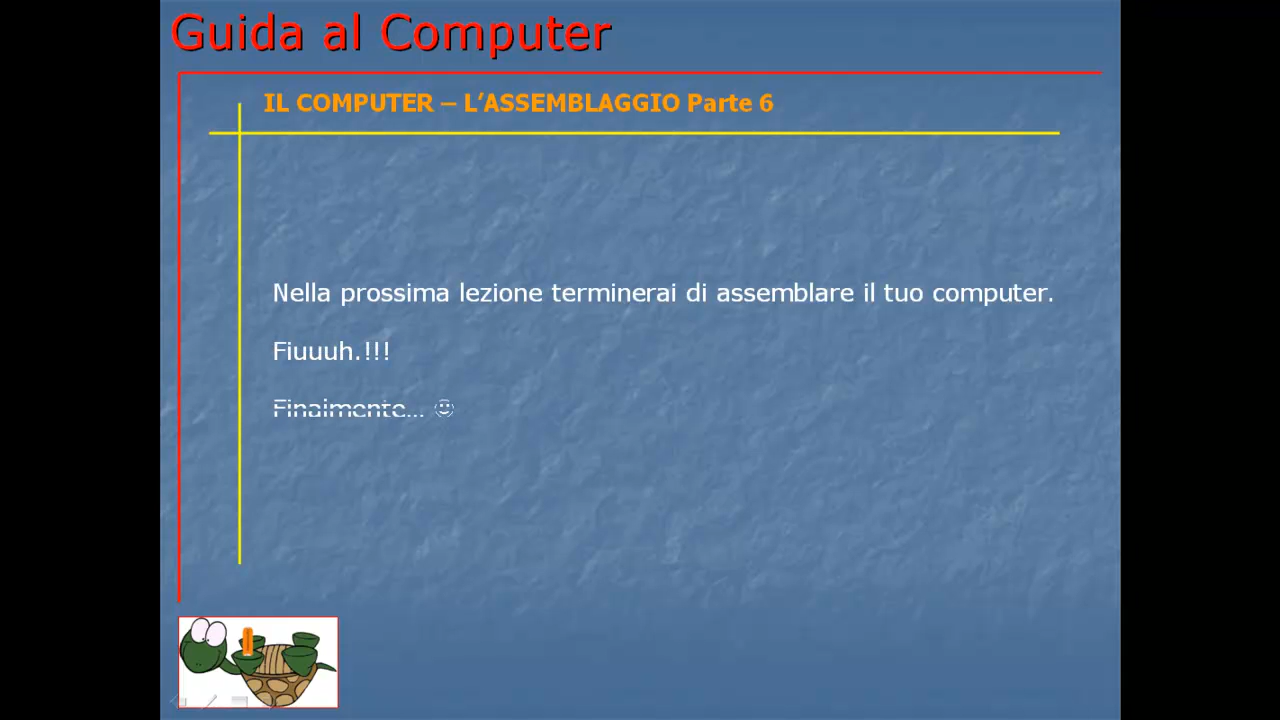 Guida al Computer
IL COMPUTER – L'ASSEMBLAGGIO Parte 6
Nella prossima lezione terminerai di assemblare il tuo computer.
Fiuuuh.!!!
Finalmente... ☺